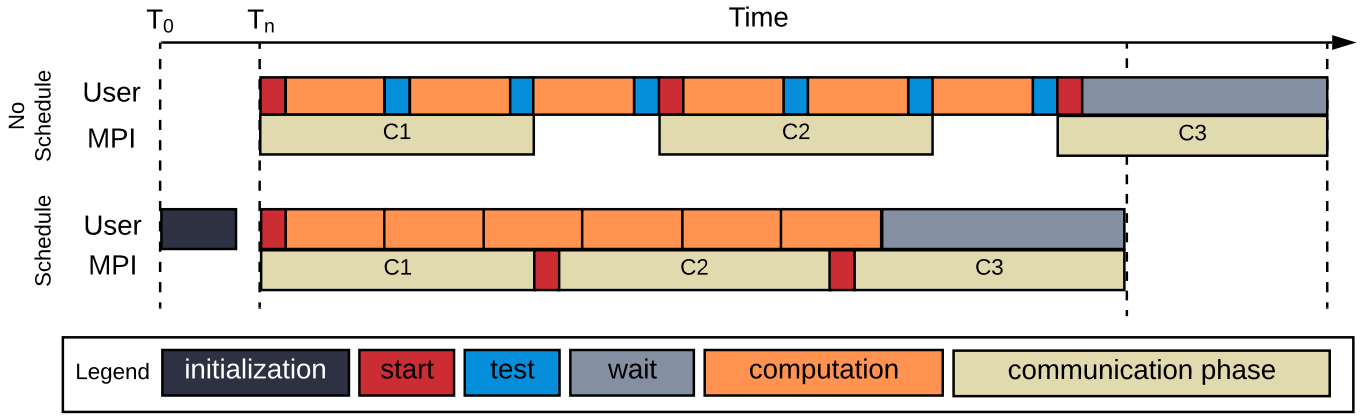 T0 Tn Time
No Schedule
User
MPI
C1 C2 C3
Schedule
User
MPI
C1 C2 C3
Legend initialization start test wait computation communication phase